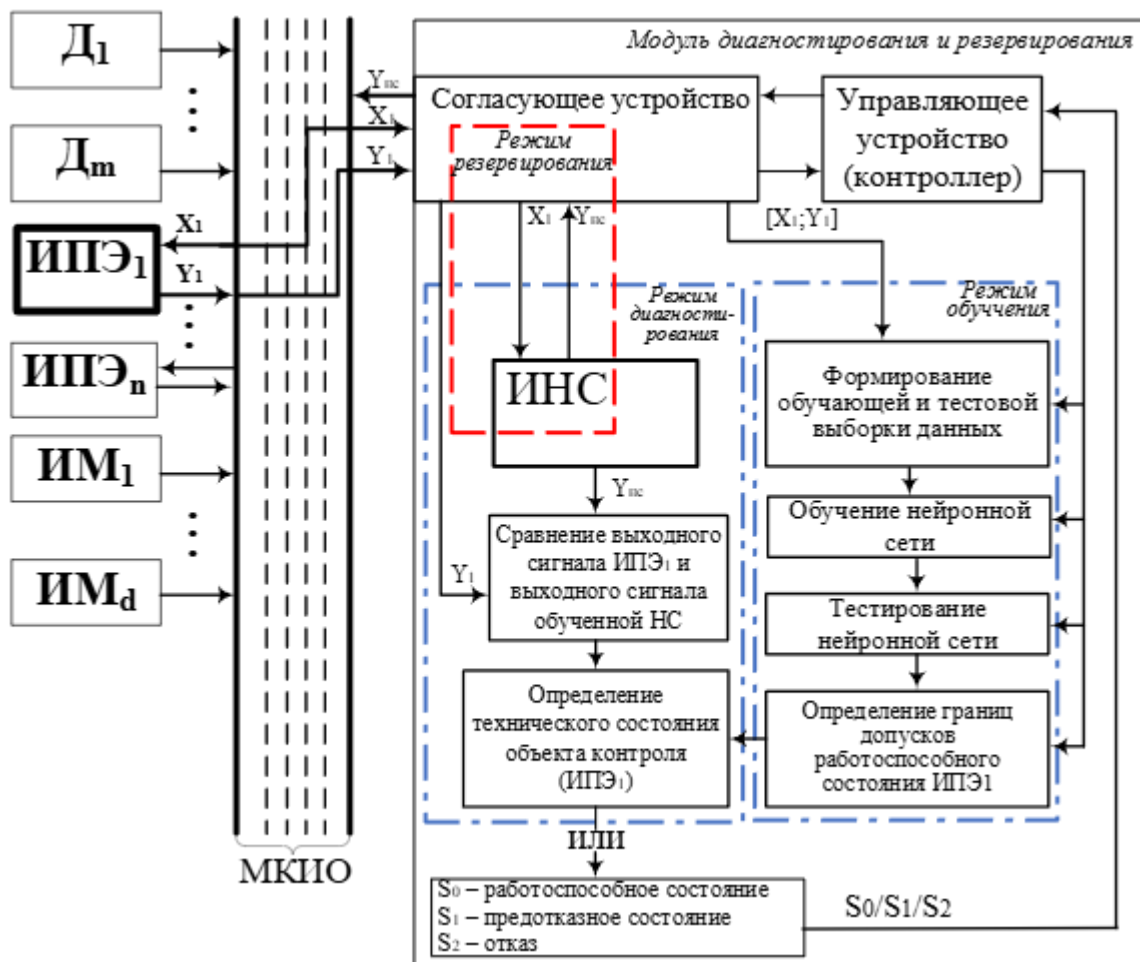 Модуль диагностирования и резервирования
Д1
Дm
X1
ИПЭ1
Y1
ИПЭn
ИМ1
ИМd
МКИО
Yнс
X1
Y1
Согласующее устройство
Режим
резервирования
Управляющее
устройство
(контроллер)
X1
Yнс
[X1;Y1]
Режим
диагности-
рования
Режим
обуччения
ИНС
Yнс
Y1
Сравнение выходного
сигнала ИПЭ1 и
выходного сигнала
обученной НС
Определение
технического состояния
объекта контроля
(ИПЭ1)
Формирование
обучающей и тестовой
выборки данных
Обучение нейронной
сети
Тестирование
нейронной сети
Определение границ
допусков
работоспособного
состояния ИПЭ1
ИЛИ
S0 – работоспособное состояние
S1 – предотказное состояние
S2 – отказ
S0/S1/S2